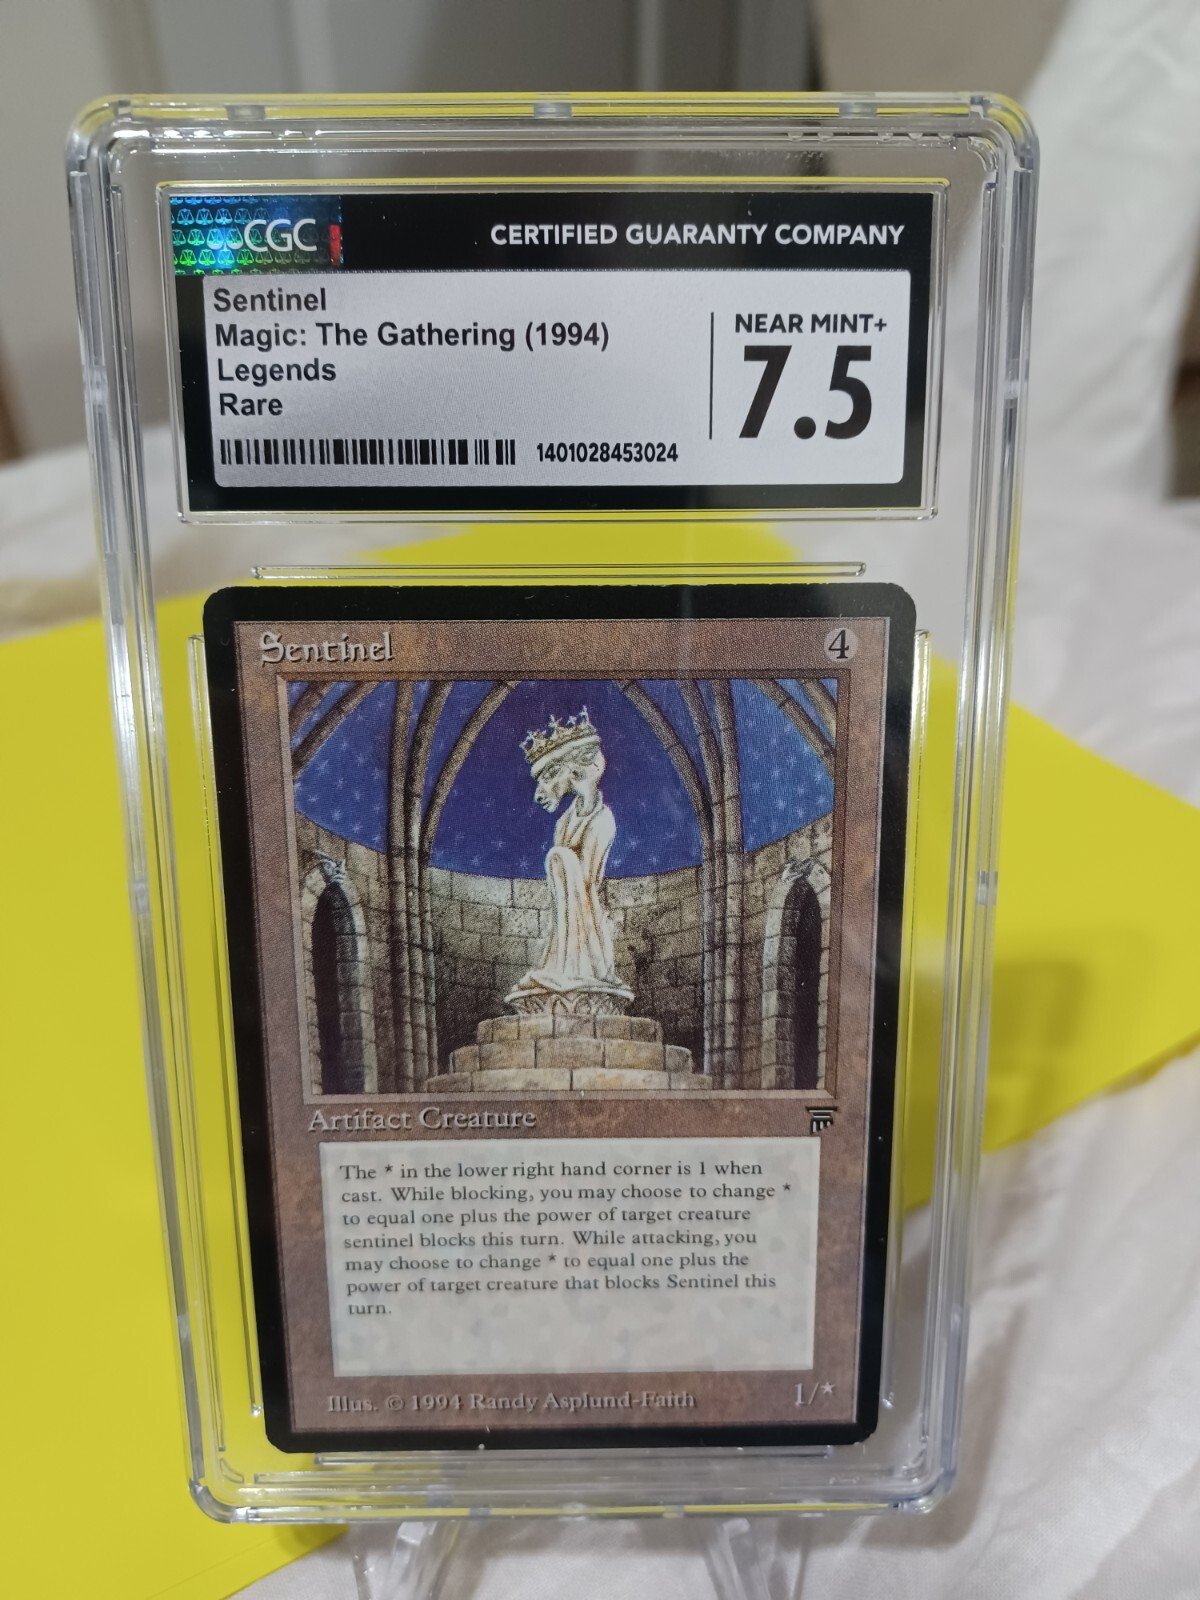 CGC
CERTIFIED GUARANTY COMPANY
Sentinel
Magic: The Gathering (1994)
Legends
Rare
1401028453024
NEAR MINT+
7.5
Sentinel 4
Artifact Creature
The * in the lower right hand corner is 1 when
cast. While blocking, you may choose to change *
to equal one plus the power of target creature
sentinel blocks this turn. While attacking, you
may choose to change * to equal one plus the
power of target creature that blocks Sentinel this
turn.
Illus. © 1994 Randy Asplund-Faith 1/*